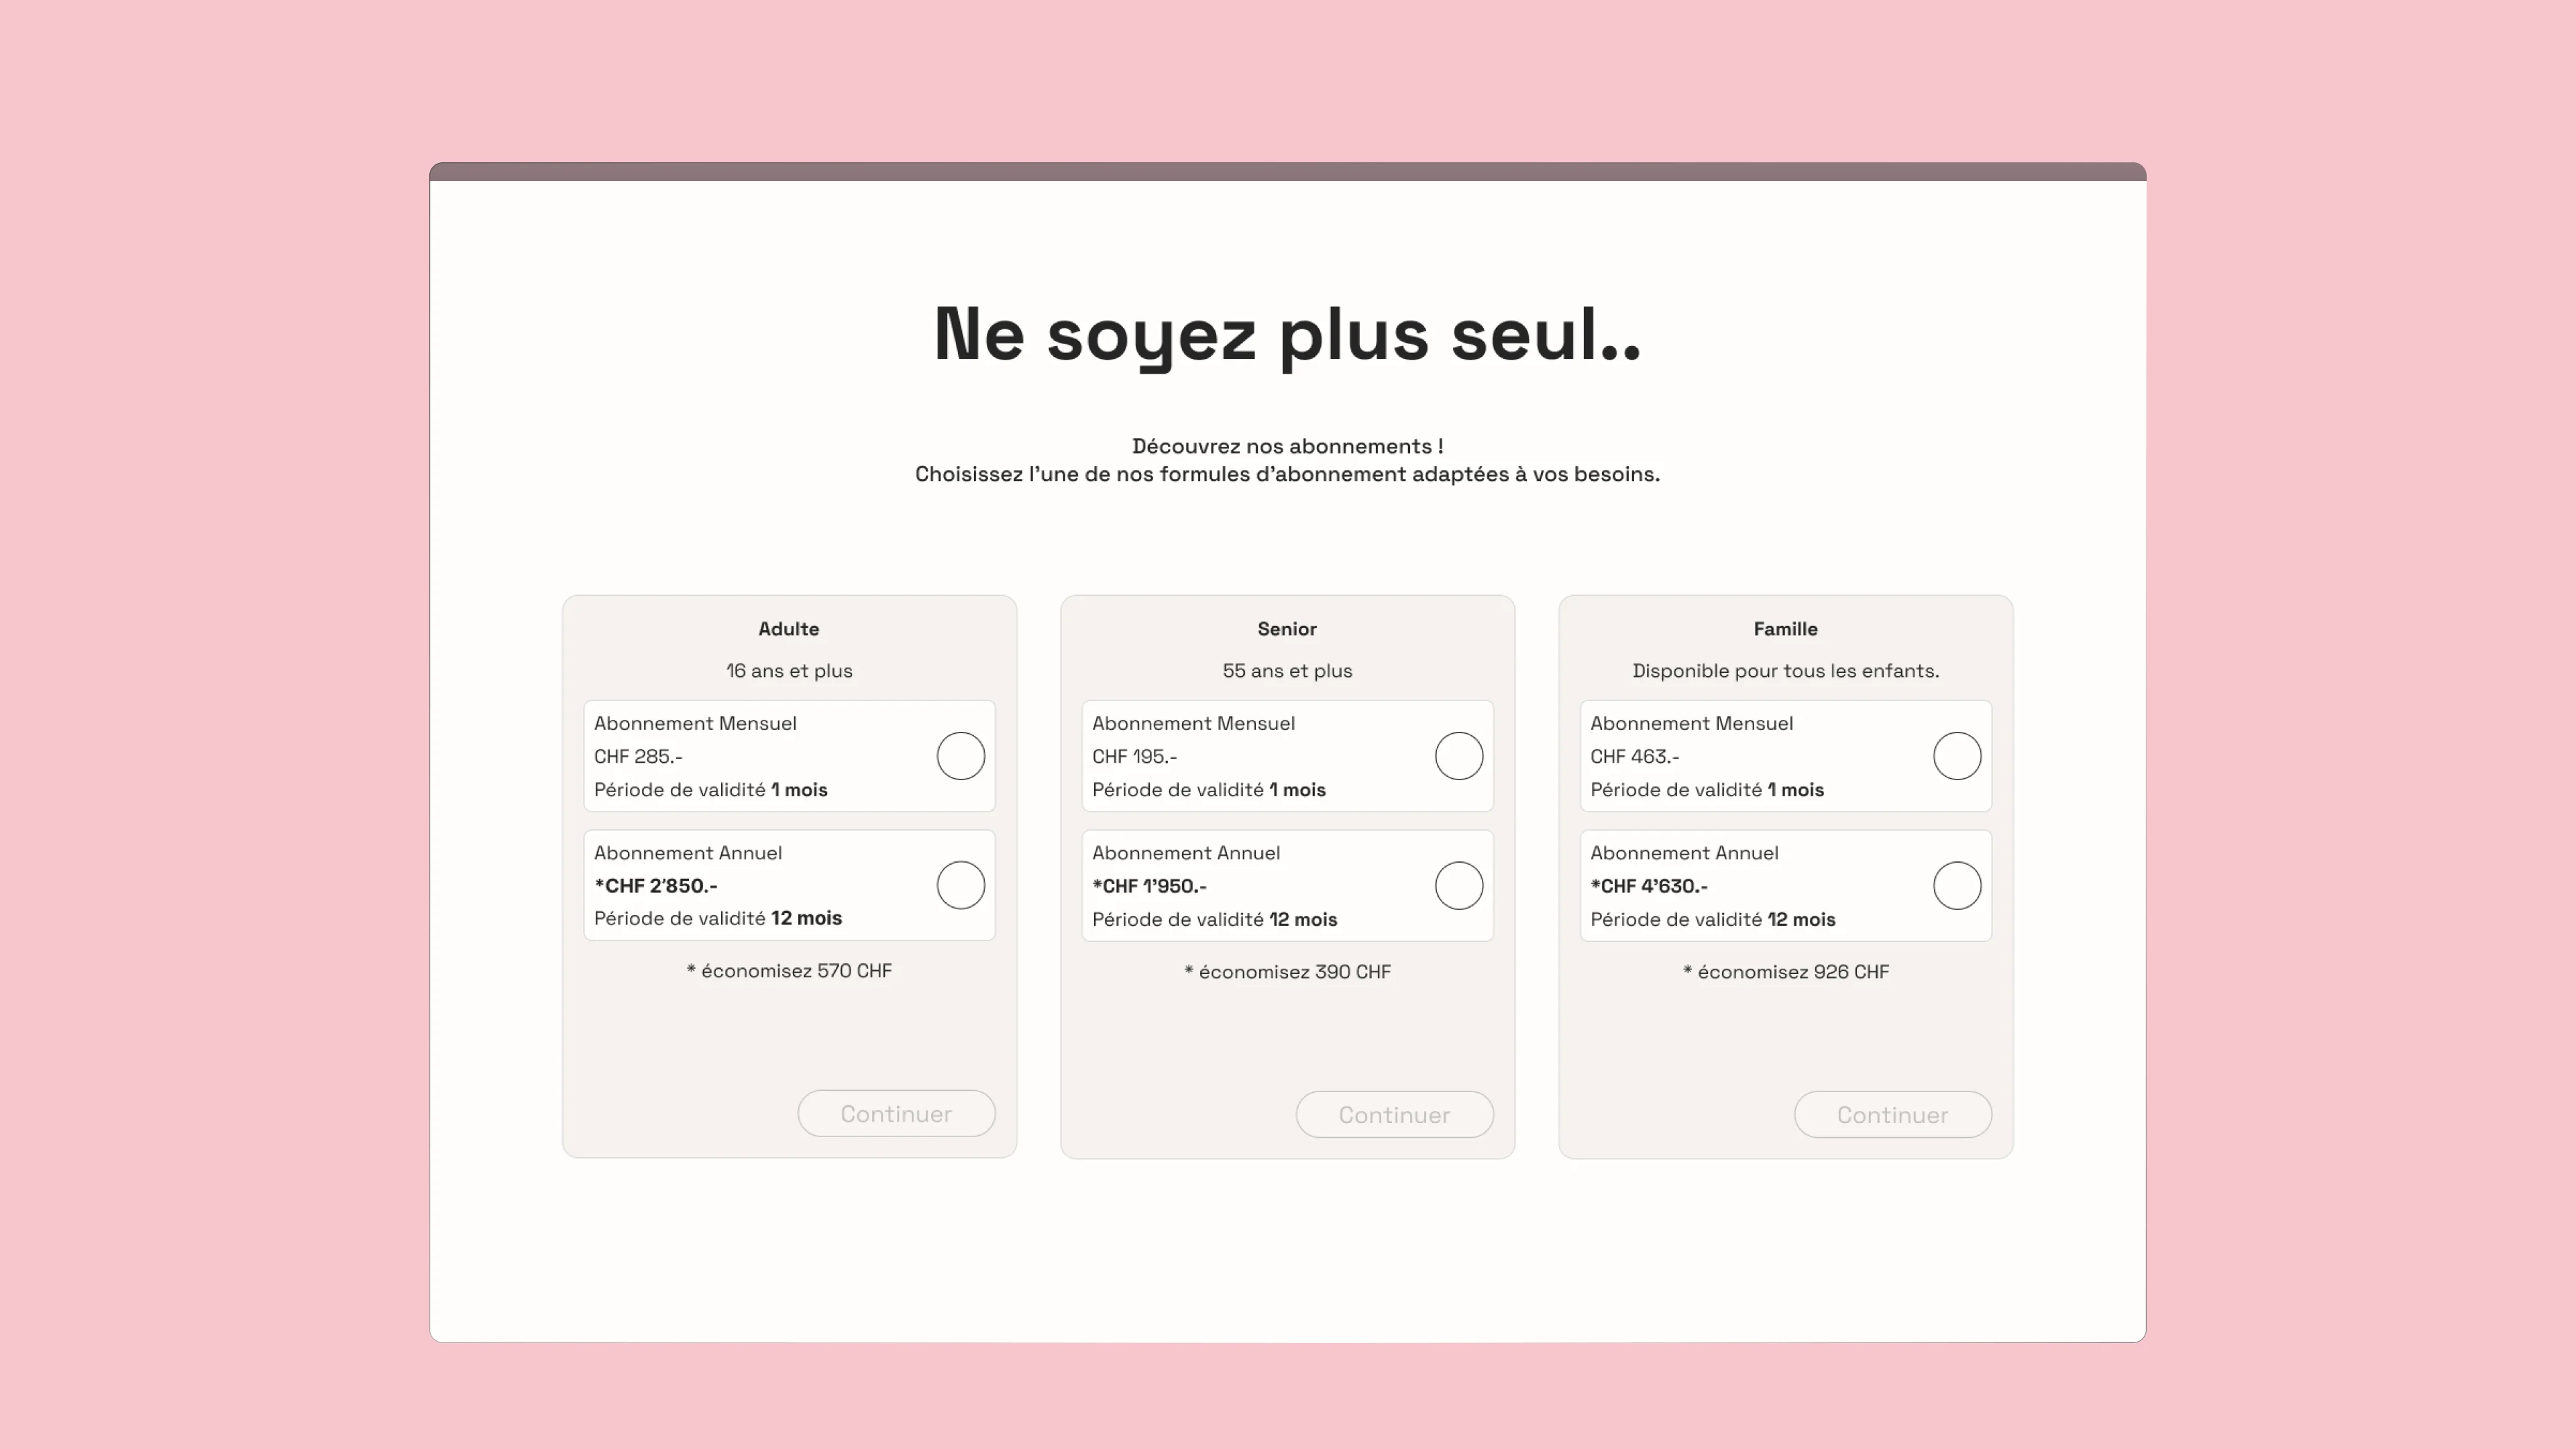 Ne soyez plus seul..
Découvrez nos abonnements !
Choisissez l'une de nos formules d'abonnement adaptées à vos besoins.
Adulte
16 ans et plus
Abonnement Mensuel
CHF 285.-
Période de validité 1 mois
Abonnement Annuel
*CHF 2'850.-
Période de validité 12 mois
* économisez 570 CHF
Continuer
Senior
55 ans et plus
Abonnement Mensuel
CHF 195.-
Période de validité 1 mois
Abonnement Annuel
*CHF 1'950.-
Période de validité 12 mois
* économisez 390 CHF
Continuer
Famille
Disponible pour tous les enfants.
Abonnement Mensuel
CHF 463.-
Période de validité 1 mois
Abonnement Annuel
*CHF 4'630.-
Période de validité 12 mois
* économisez 926 CHF
Continuer